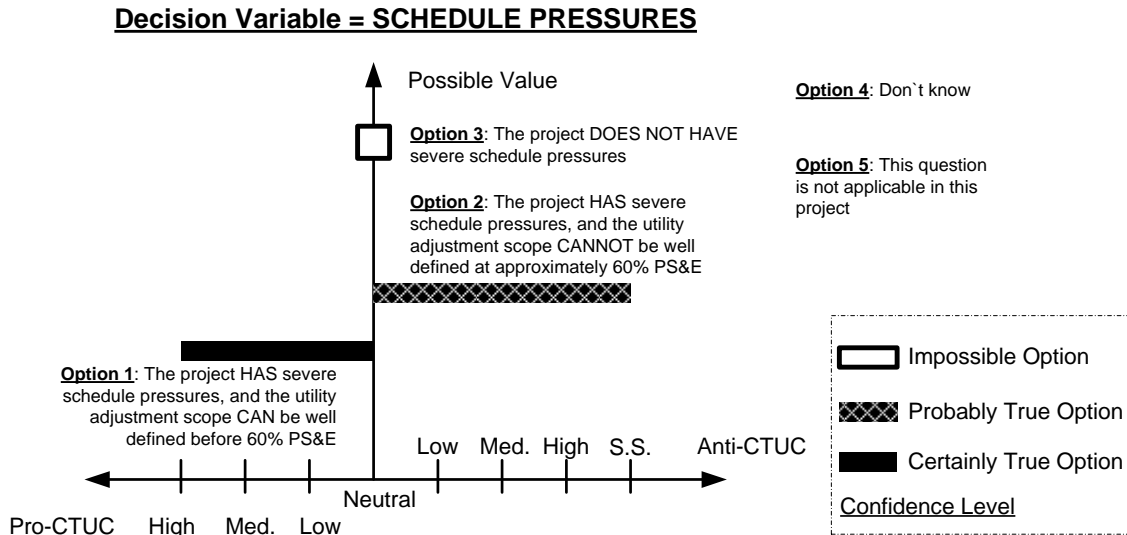 Decision Variable = SCHEDULE PRESSURES
Possible Value
Option 3: The project DOES NOT HAVE
severe schedule pressures
Option 2: The project HAS severe
schedule pressures, and the utility
adjustment scope CANNOT be well
defined at approximately 60% PS&E
Option 4: Don`t know
Option 5: This question
is not applicable in this
project
Option 1: The project HAS severe
schedule pressures, and the utility
adjustment scope CAN be well
defined before 60% PS&E
Low Med. High S.S. Anti-CTUC
Neutral
Pro-CTUC High Med. Low
Impossible Option
Probably True Option
Certainly True Option
Confidence Level